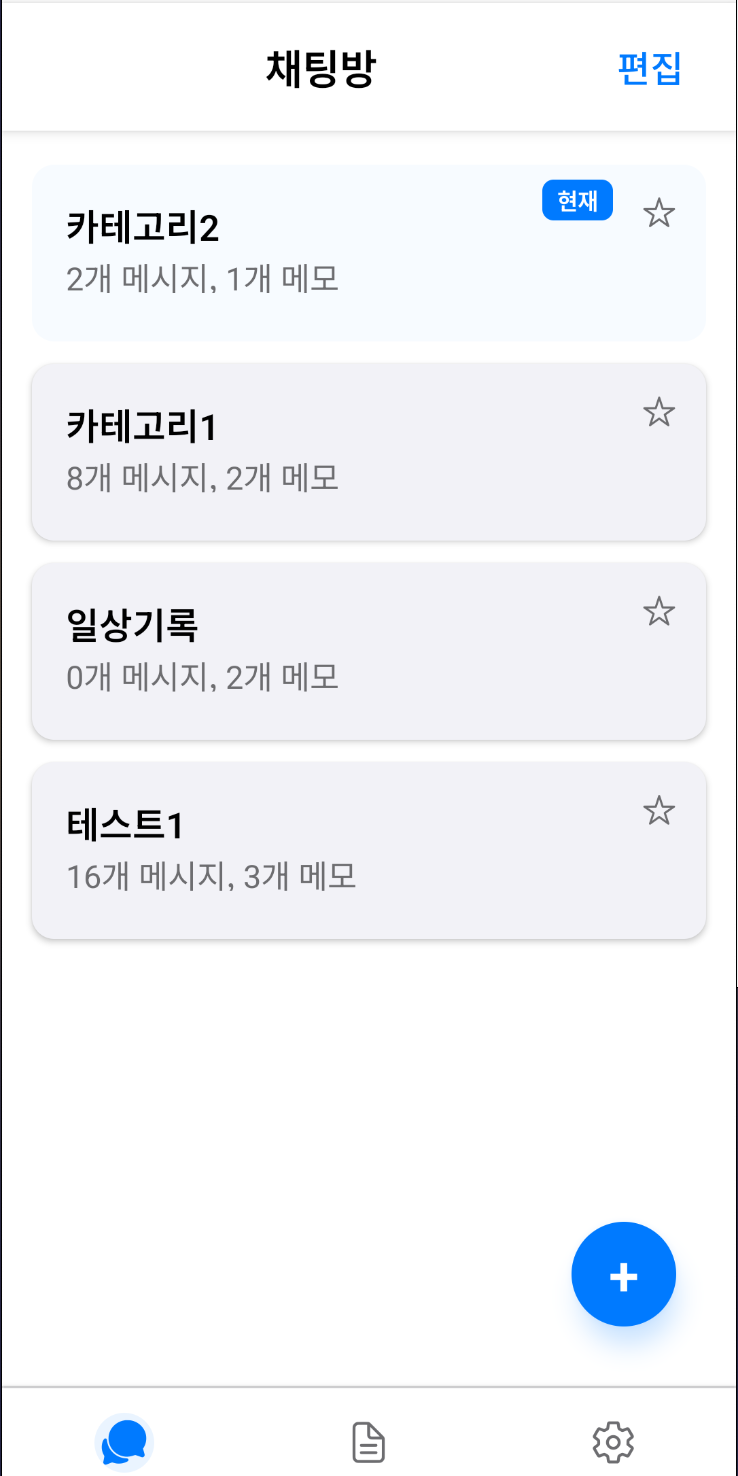 채팅방
편집
현재
카테고리2
2개 메시지, 1개 메모
카테고리1
8개 메시지, 2개 메모
일상기록
0개 메시지, 2개 메모
테스트1
16개 메시지, 3개 메모
+